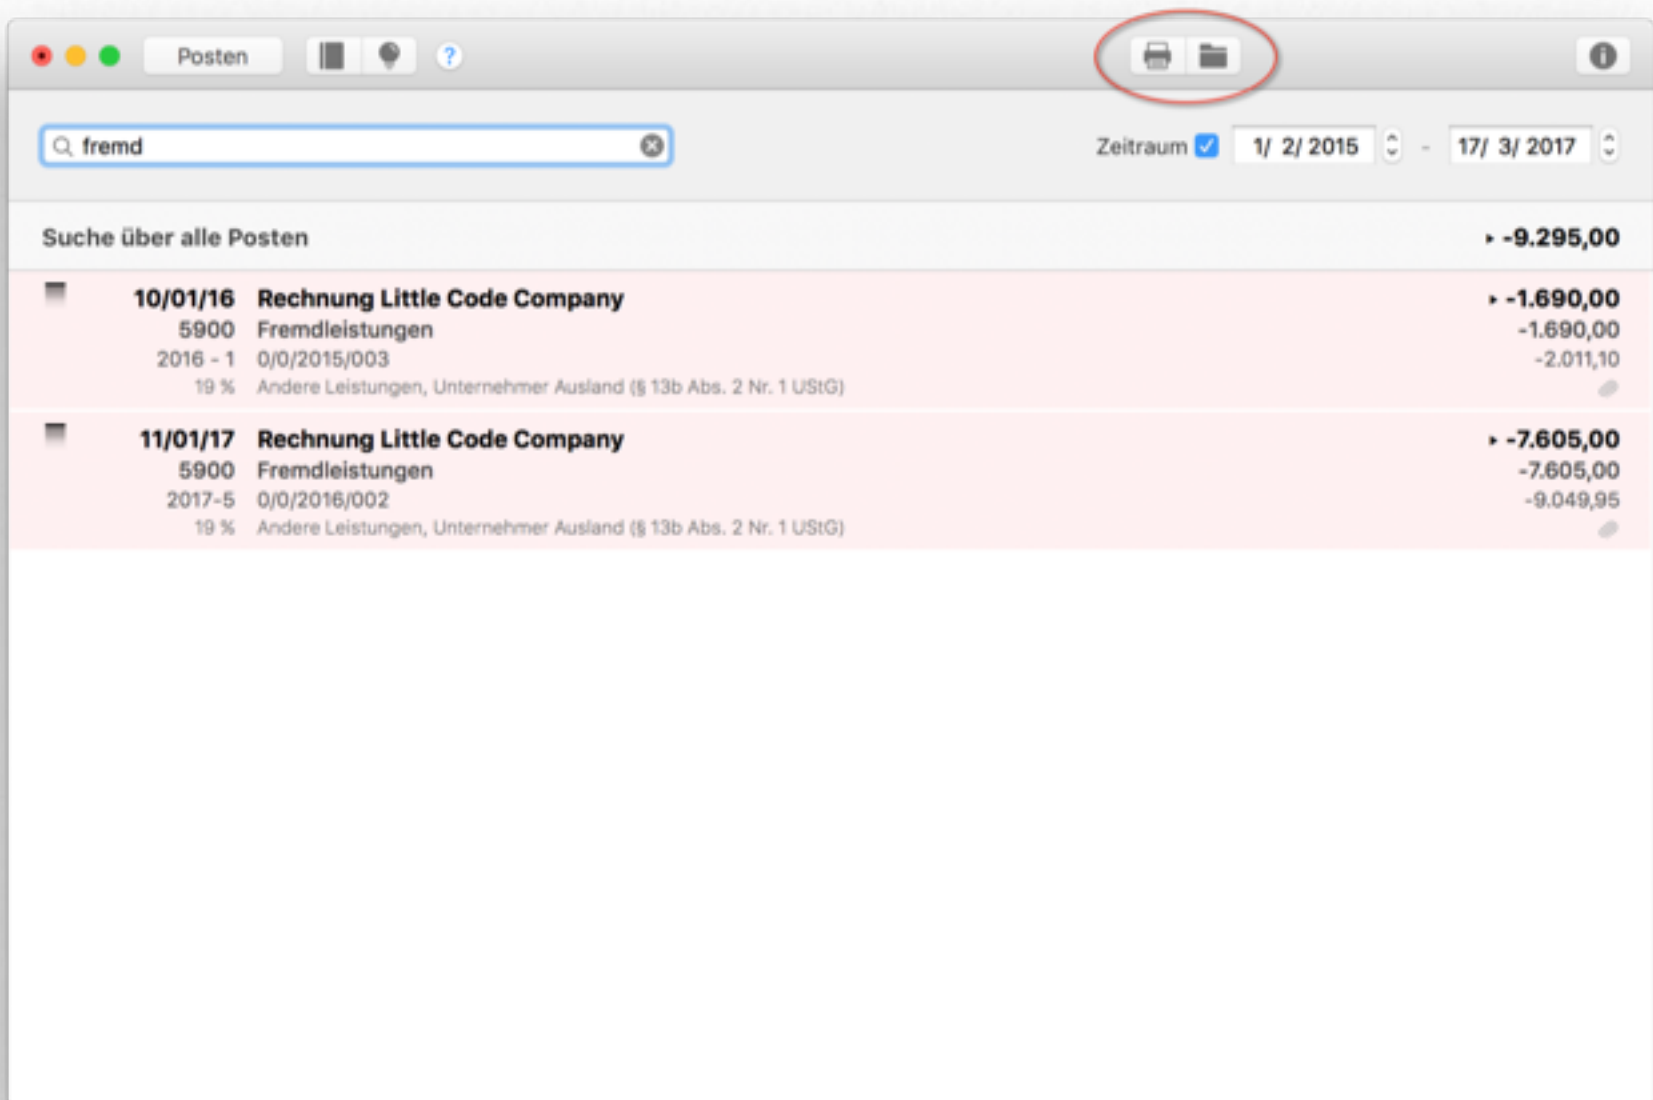 Posten ?
fremd Zeitraum 1/ 2/ 2015 - 17/ 3/ 2017
Suche über alle Posten -9.295,00
10/01/16 Rechnung Little Code Company -1.690,00
5900 Fremdleistungen -1.690,00
2016 - 1 0/0/2015/003 -2.011,10
19 % Andere Leistungen, Unternehmer Ausland (§ 13b Abs. 2 Nr. 1 UStG)
11/01/17 Rechnung Little Code Company -7.605,00
5900 Fremdleistungen -7.605,00
2017-5 0/0/2016/002 -9.049,95
19 % Andere Leistungen, Unternehmer Ausland (§ 13b Abs. 2 Nr. 1 UStG)